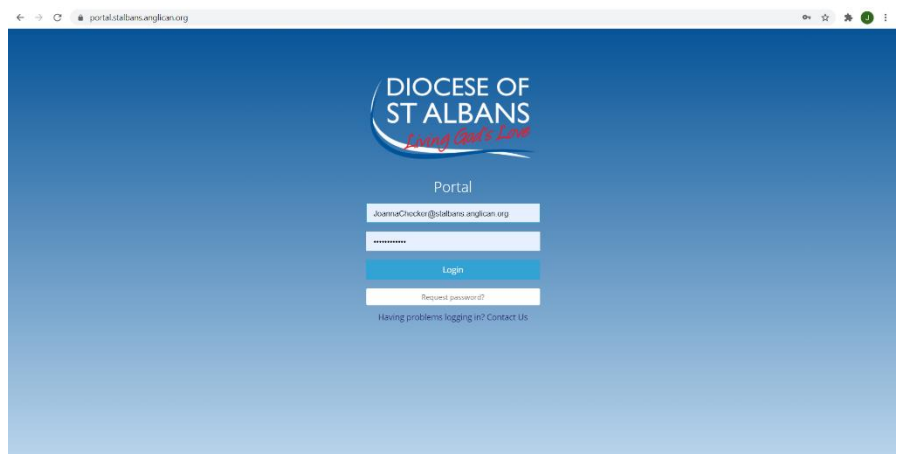 portal.stalbans.anglican.org
J
DIOCESE OF
ST ALBANS
Living God's Love
Portal
JoannaChecker@stalbans.anglican.org
••••••••••••
Login
Request password?
Having problems logging in? Contact Us